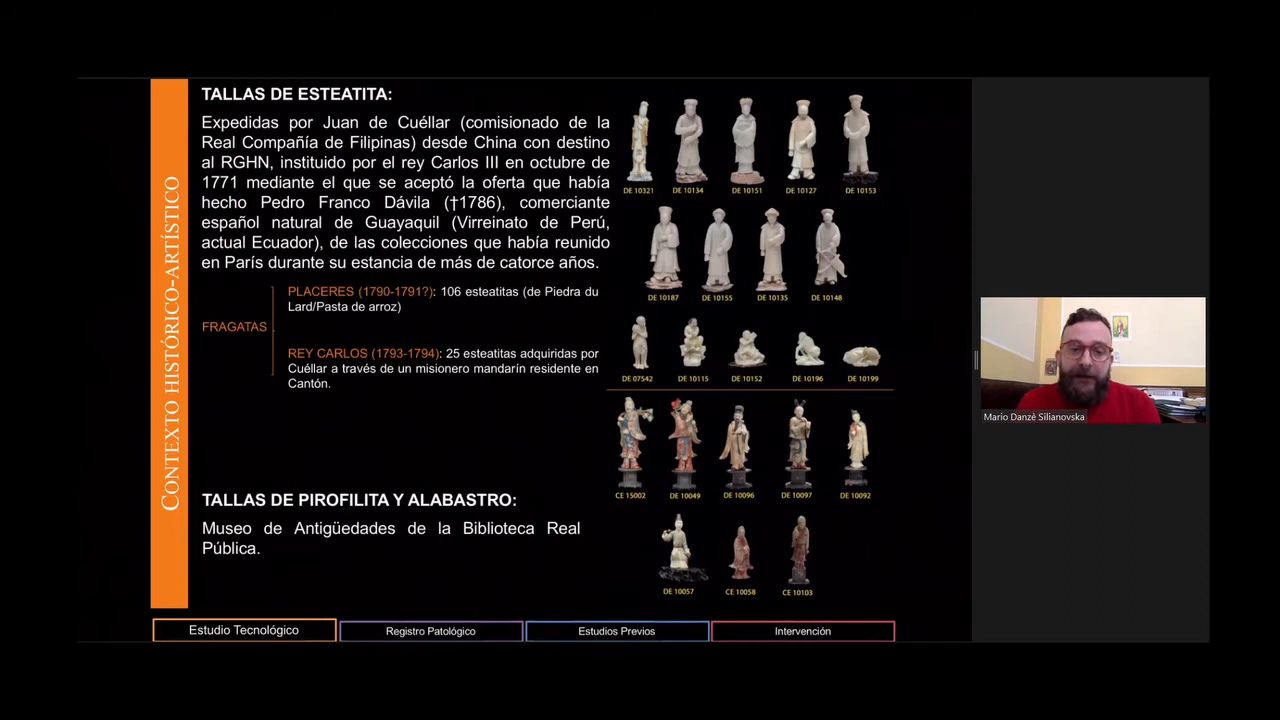 CONTEXTO HISTÓRICO-ARTÍSTICO
TALLAS DE ESTEATITA:
Expedidas por Juan de Cuéllar (comisionado de la
Real Compañía de Filipinas) desde China con destino
al RGHN, instituido por el rey Carlos III en octubre de
1771 mediante el que se aceptó la oferta que había
hecho Pedro Franco Dávila (†1786), comerciante
español natural de Guayaquil (Virreinato de Perú,
actual Ecuador), de las colecciones que había reunido
en París durante su estancia de más de catorce años.
FRAGATAS
PLACERES (1790-1791?): 106 esteatitas (de Piedra du
Lard/Pasta de arroz)
REY CARLOS (1793-1794): 25 esteatitas adquiridas por
Cuéllar a través de un misionero mandarín residente en
Cantón.
TALLAS DE PIROFILITA Y ALABASTRO:
Museo de Antigüedades de la Biblioteca Real
Pública.
DE 10321 DE 10134 DE 10151 DE 10127 DE 10153
DE 10187 DE 10155 DE 10135 DE 10148
DE 07542 DE 10115 DE 10152 DE 10196 DE 10199
CE 15002 DE 10049 DE 10096 DE 10097 DE 10092
DE 10057 CE 10058 CE 10103
Estudio Tecnológico Registro Patológico Estudios Previos Intervención
Mario Danzè Silianovska